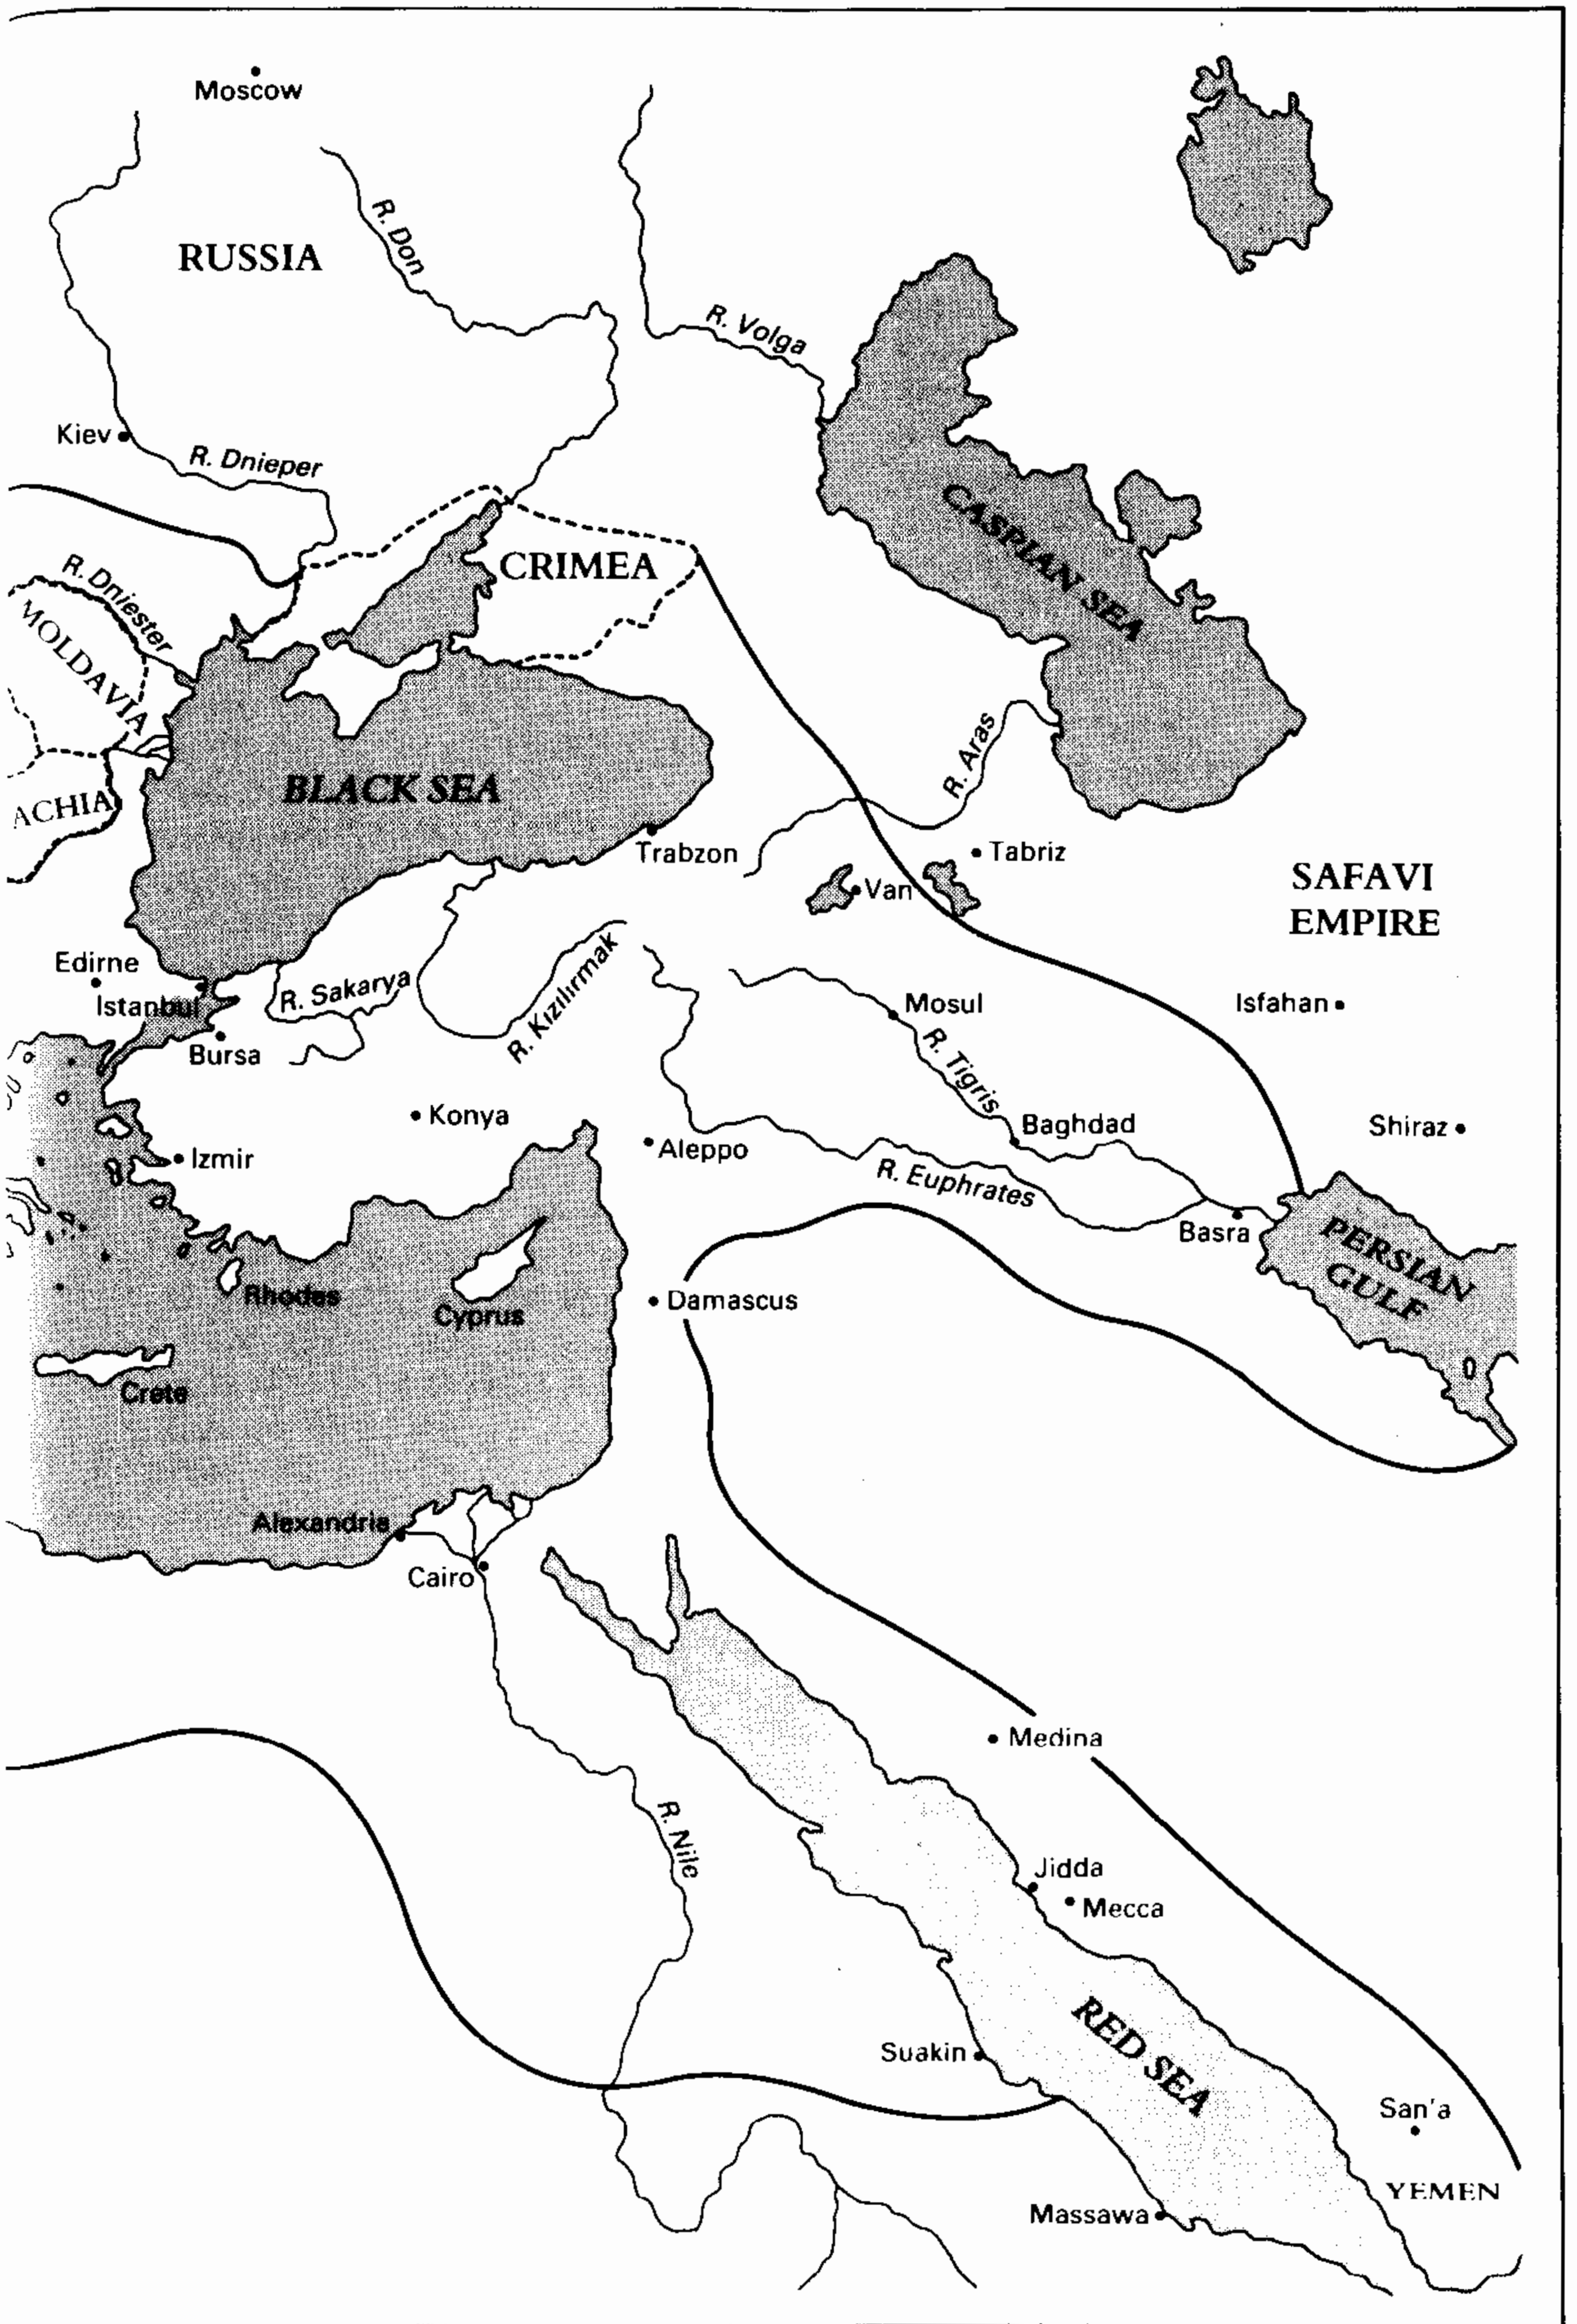 Moscow
R. Don
RUSSIA
R. Volga
Kiev
R. Dnieper
CASPIAN SEA
CRIMEA
R. Dniester
MOLDAVIA
R. Aras
BLACK SEA
ACHIA
Trabzon
Tabriz
Van
SAFAVI
EMPIRE
Edirne
Istanbul
R. Sakarya
R. Kızılırmak
Mosul
Isfahan
Bursa
R. Tigris
Konya
Baghdad
Shiraz
Aleppo
Izmir
R. Euphrates
Basra
PERSIAN
GULF
Rhodes
Cyprus
Damascus
Crete
Alexandria
Cairo
Medina
R. Nile
Jidda
Mecca
RED SEA
Suakin
San'a
YEMEN
Massawa